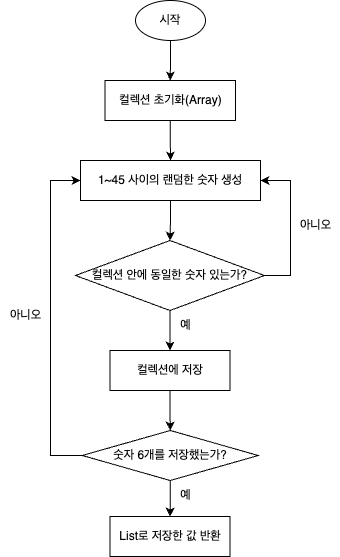 시작
컬렉션 초기화(Array)
1~45 사이의 랜덤한 숫자 생성
아니오
컬렉션 안에 동일한 숫자 있는가?
아니오
예
컬렉션에 저장
숫자 6개를 저장했는가?
예
List로 저장한 값 반환